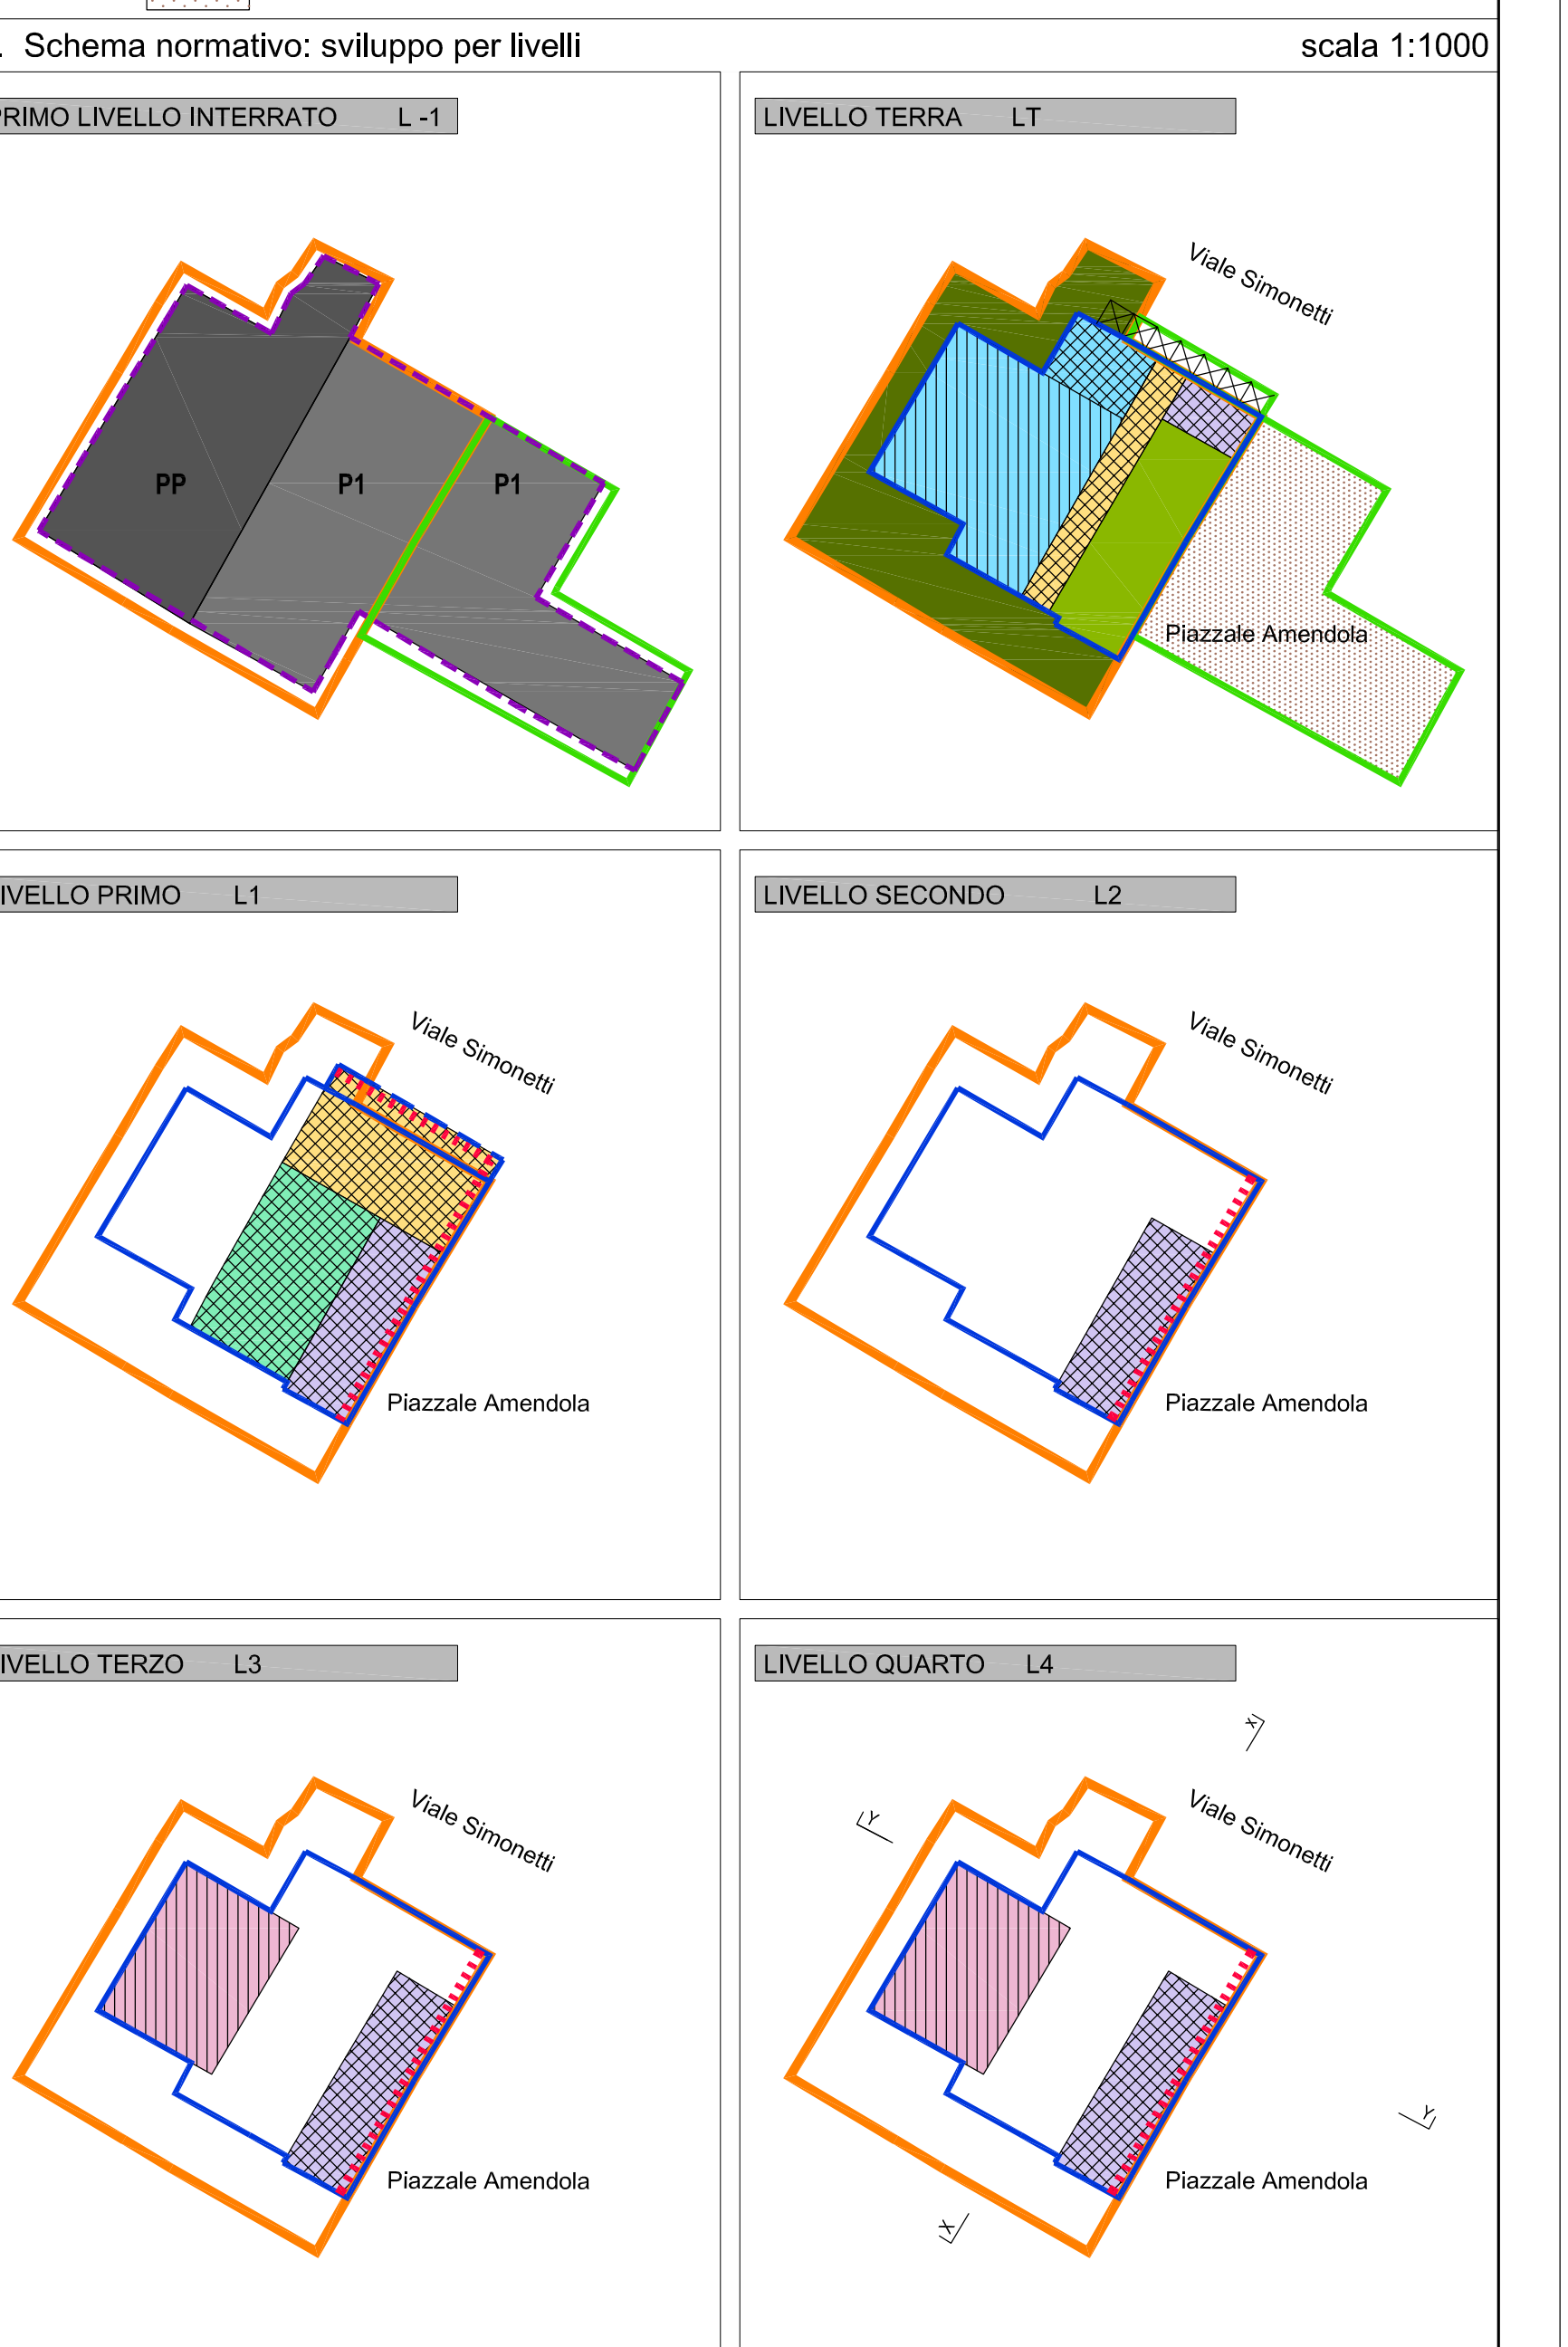 . Schema normativo: sviluppo per livelli scala 1:1000
PRIMO LIVELLO INTERRATO L -1
LIVELLO TERRA LT
Viale Simonetti
PP P1 P1
Piazzale Amendola
IVELLO PRIMO L1
LIVELLO SECONDO L2
Viale Simonetti
Viale Simonetti
Piazzale Amendola
Piazzale Amendola
IVELLO TERZO L3
LIVELLO QUARTO L4
X
Y
Viale Simonetti
Viale Simonetti
Y
Piazzale Amendola
Piazzale Amendola
X